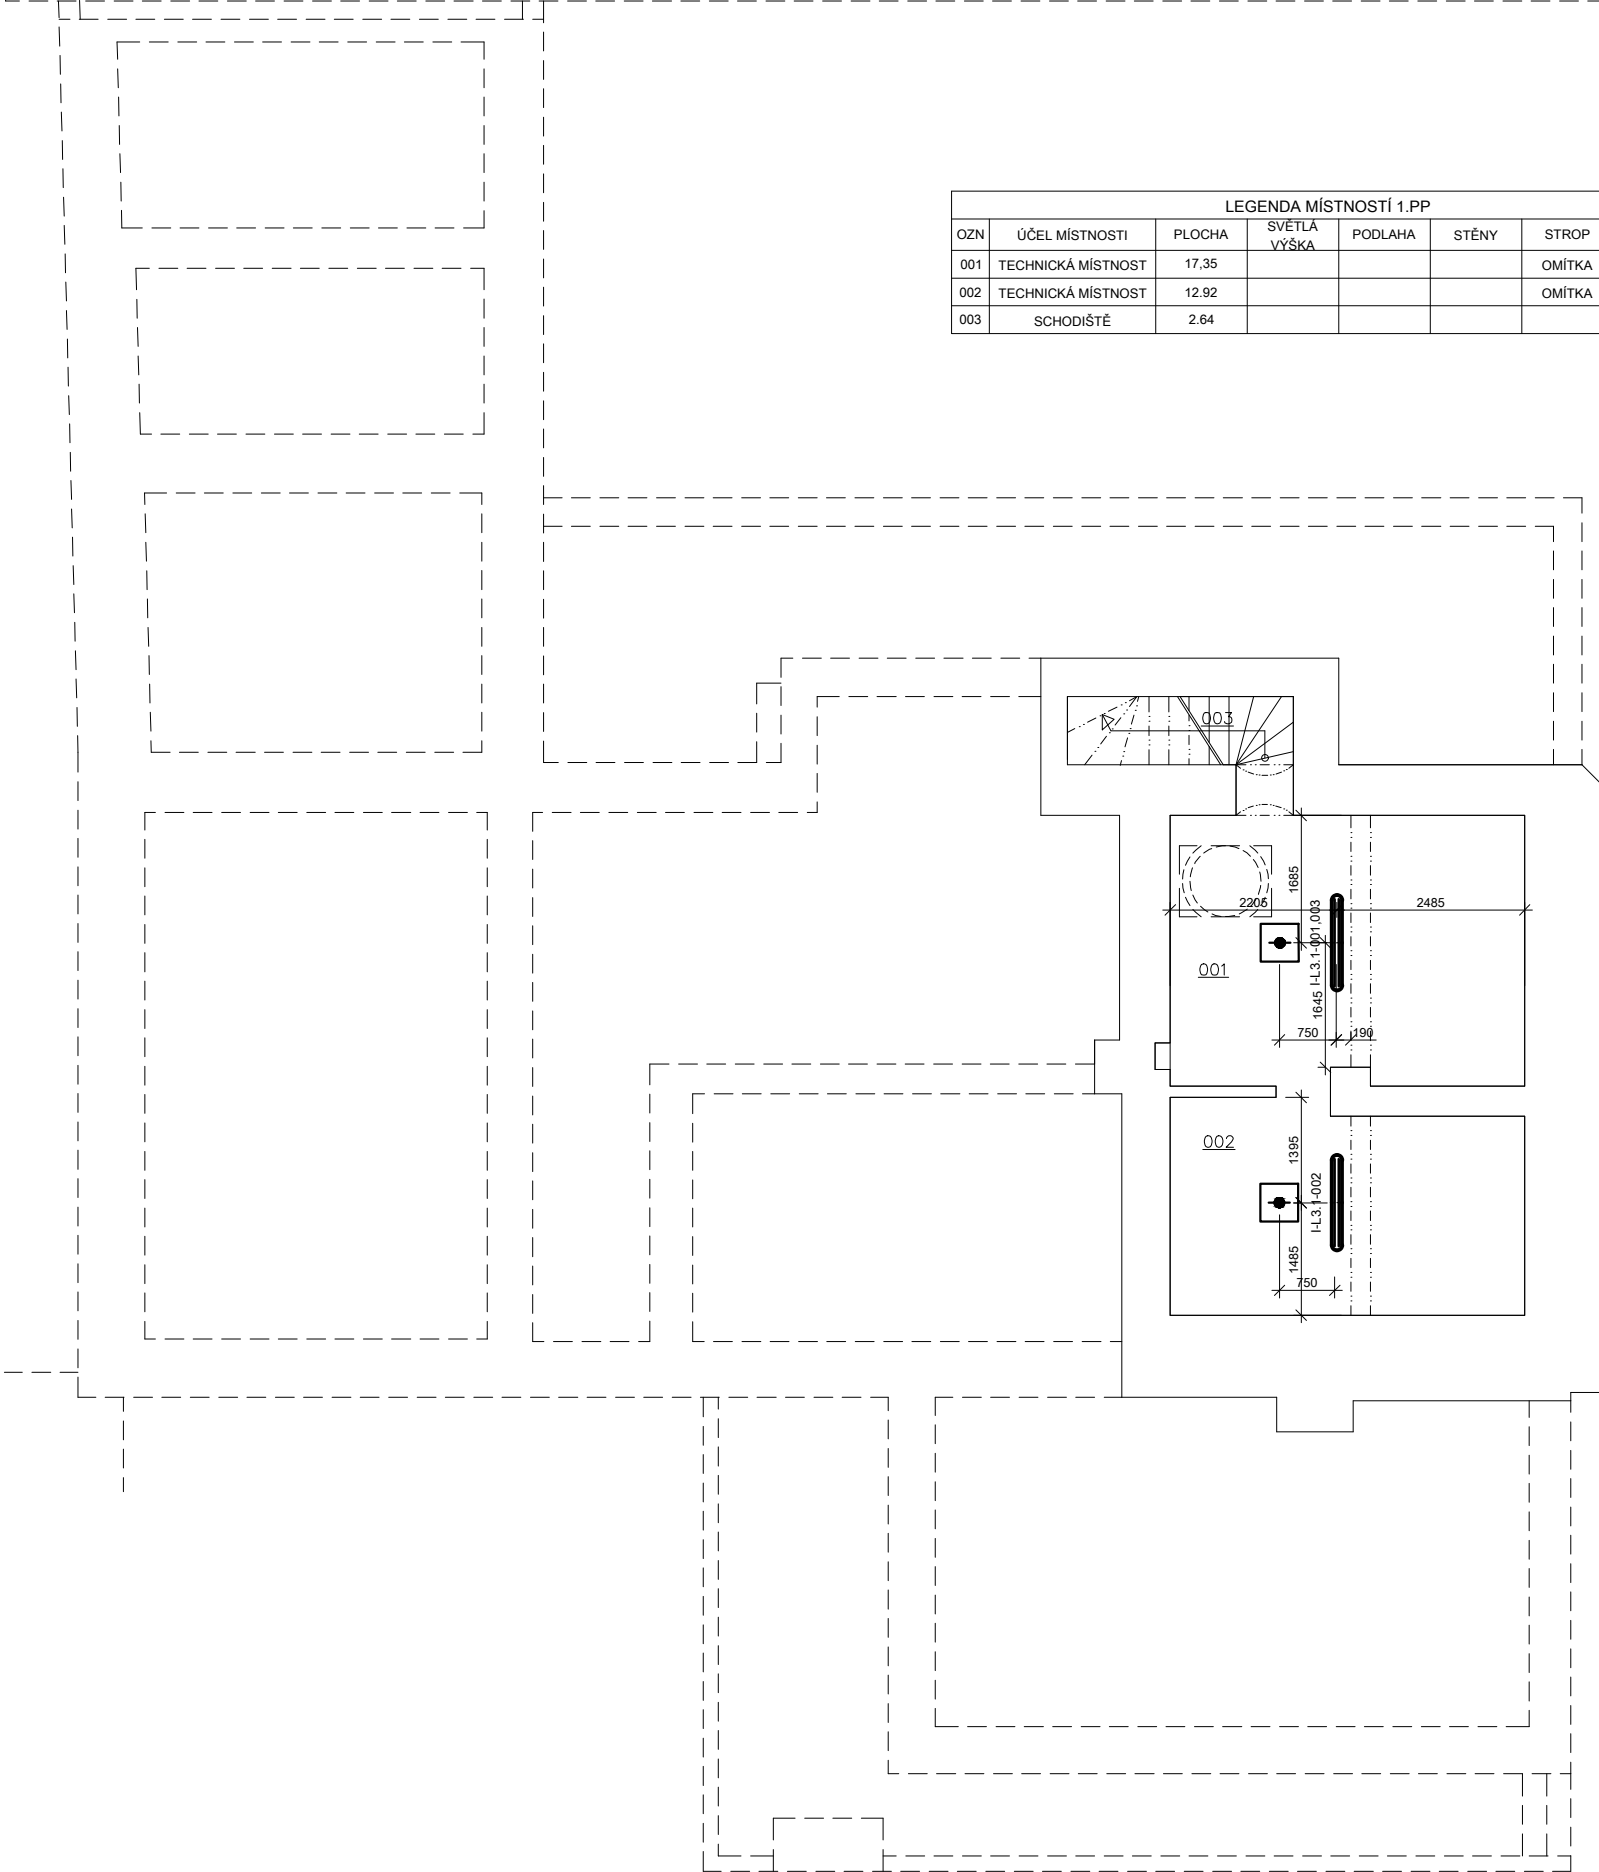 LEGENDA MÍSTNOSTÍ 1.PP
OZN ÚČEL MÍSTNOSTI PLOCHA SVĚTLÁ VÝŠKA PODLAHA STĚNY STROP
001 TECHNICKÁ MÍSTNOST 17,35 OMÍTKA
002 TECHNICKÁ MÍSTNOST 12.92 OMÍTKA
003 SCHODIŠTĚ 2.64
003
1685
2205
2485
I-L3.1-001,003
001
1645
750
190
002
1395
I-L3.1-002
1485
750